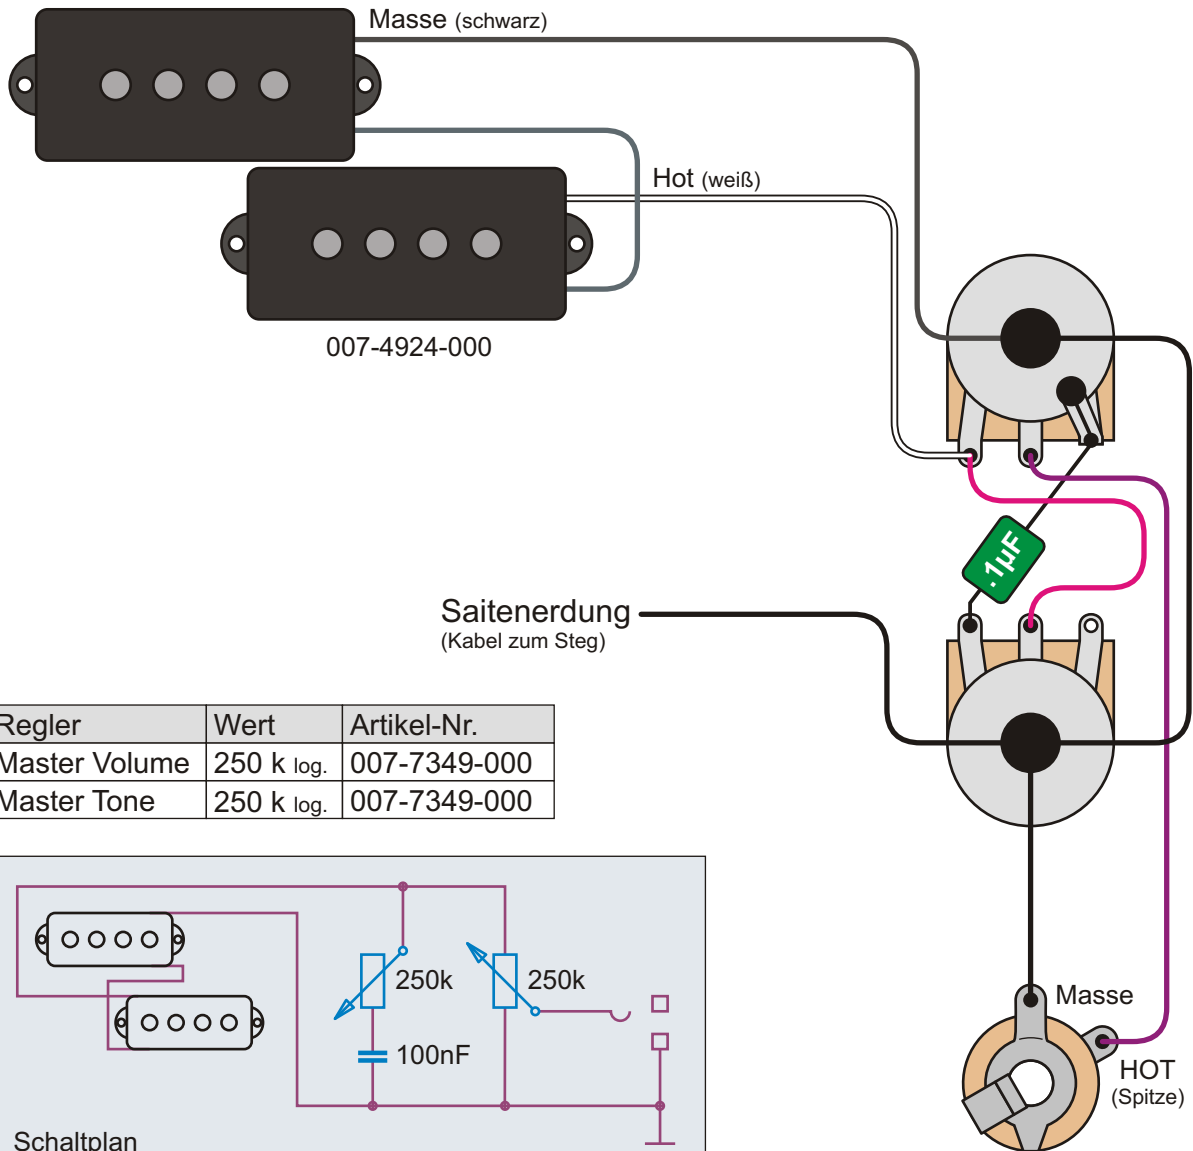 Masse (schwarz)
Hot (weiß)
007-4924-000
.1µF
Saitenerdung
(Kabel zum Steg)
Regler Wert Artikel-Nr.
Master Volume 250 k log. 007-7349-000
Master Tone 250 k log. 007-7349-000
250k 250k
100nF
Schaltplan
Masse
HOT
(Spitze)